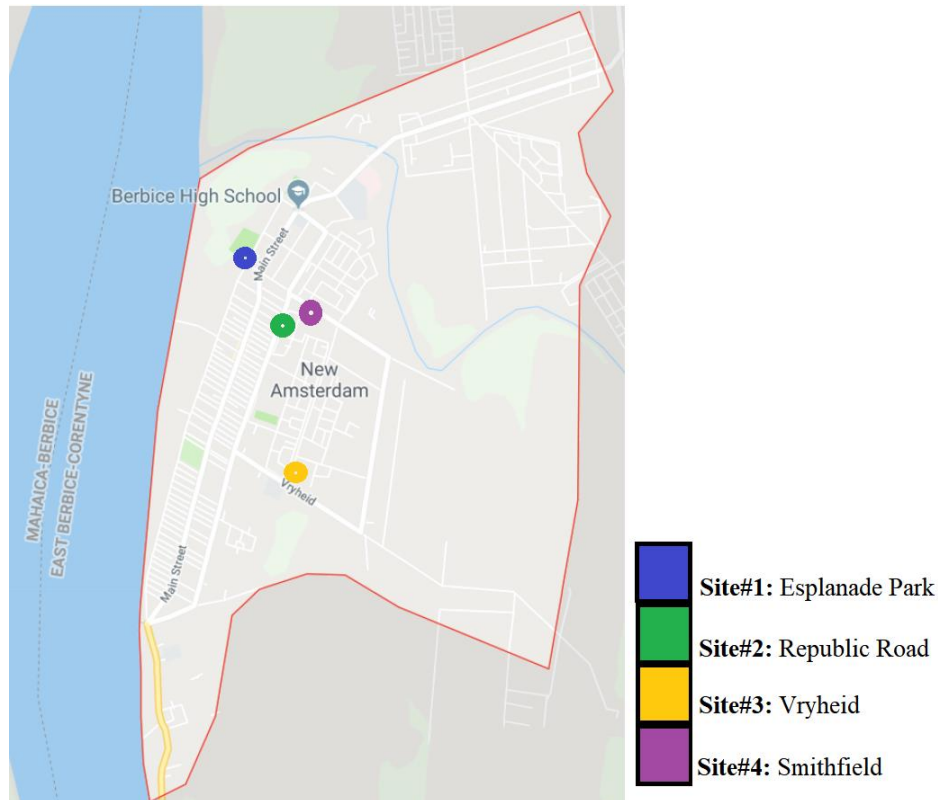 Berbice High School
Main Street
New
Amsterdam
MAHAICA-BERBICE
EAST BERBICE-CORENTYNE
Vryheid
Main Street
Site#1: Esplanade Park
Site#2: Republic Road
Site#3: Vryheid
Site#4: Smithfield